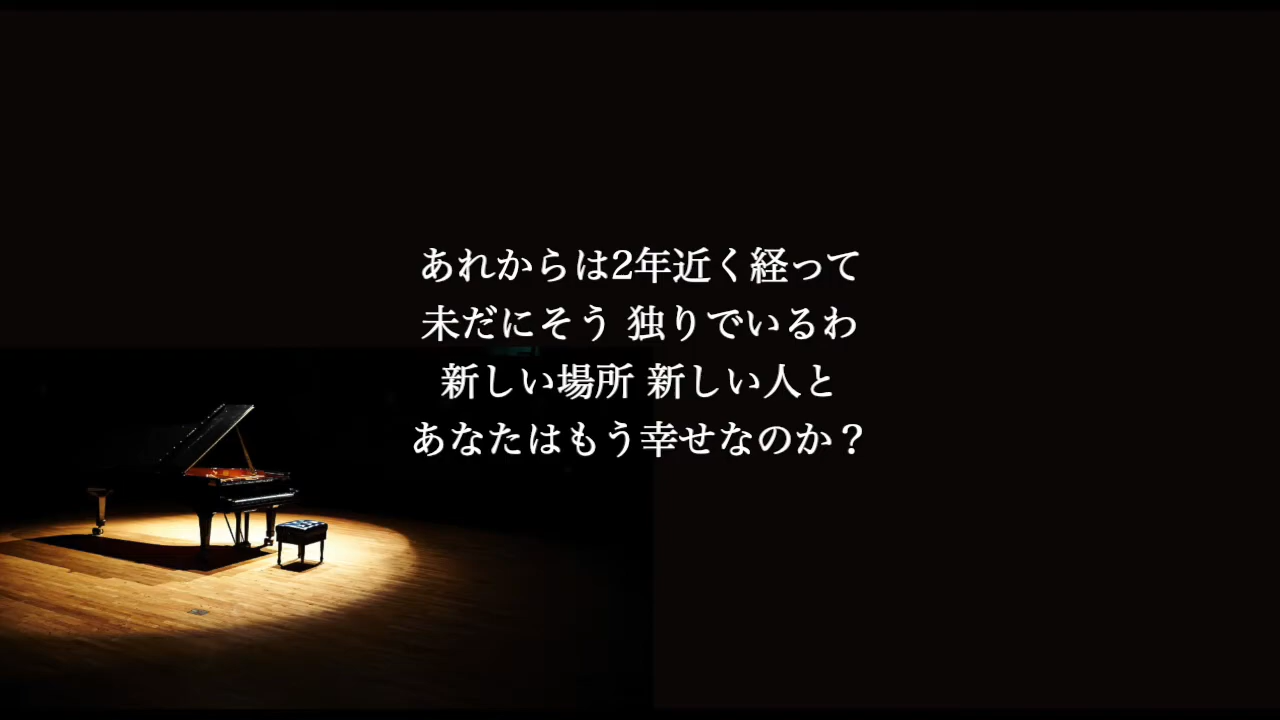 あれからは2年近く経って
未だにそう 独りでいるわ
新しい場所 新しい人と
あなたはもう幸せなのか？